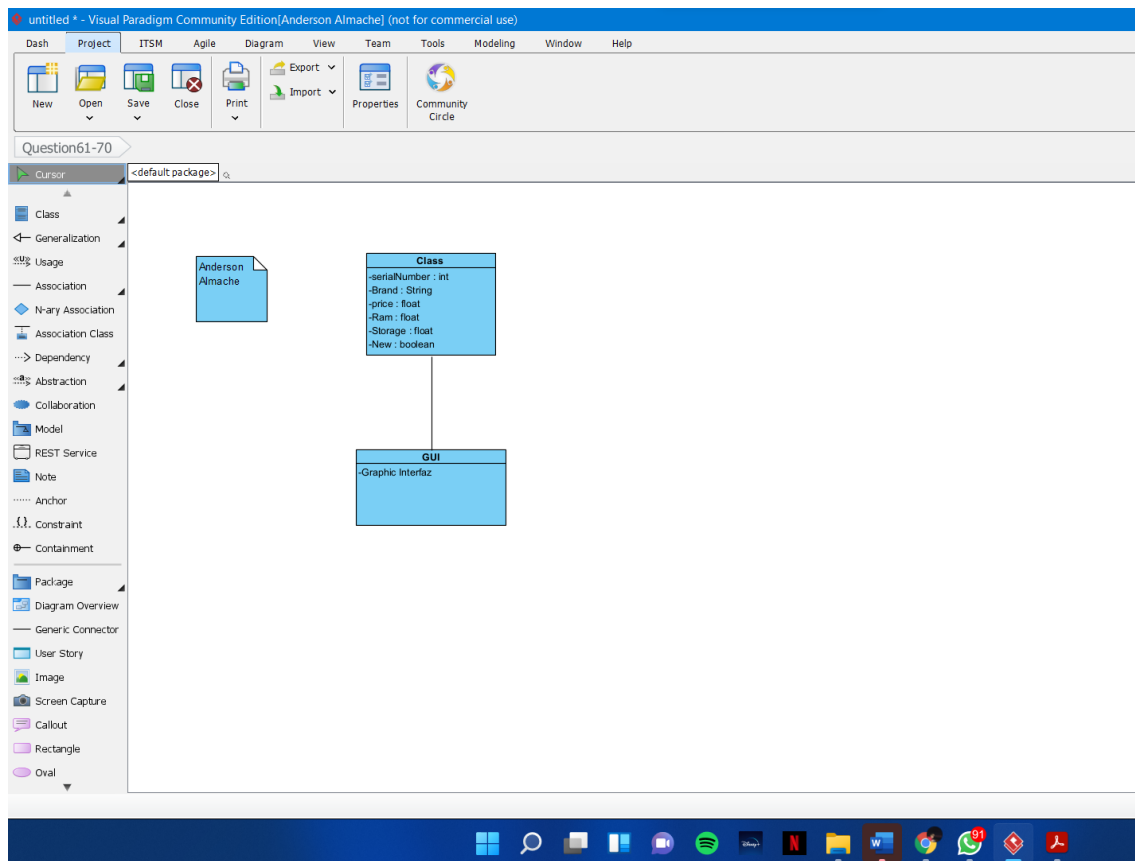 untitled * - Visual Paradigm Community Edition[Anderson Almache] (not for commercial use)
Dash Project ITSM Agile Diagram View Team Tools Modeling Window Help
New Open Save Close Print Export Import Properties Community Circle
Question61-70
Cursor
<default package>
Class
Generalization
«U» Usage
Association
N-ary Association
Association Class
Dependency
«a» Abstraction
Collaboration
Model
REST Service
Note
Anchor
{}. Constraint
Containment
Package
Diagram Overview
Generic Connector
User Story
Image
Screen Capture
Callout
Rectangle
Oval
Anderson
Almache
Class
-serialNumber : int
-Brand : String
-price : float
-Ram : float
-Storage : float
-New : boolean
GUI
-Graphic Interfaz
Disney+
N
W
91